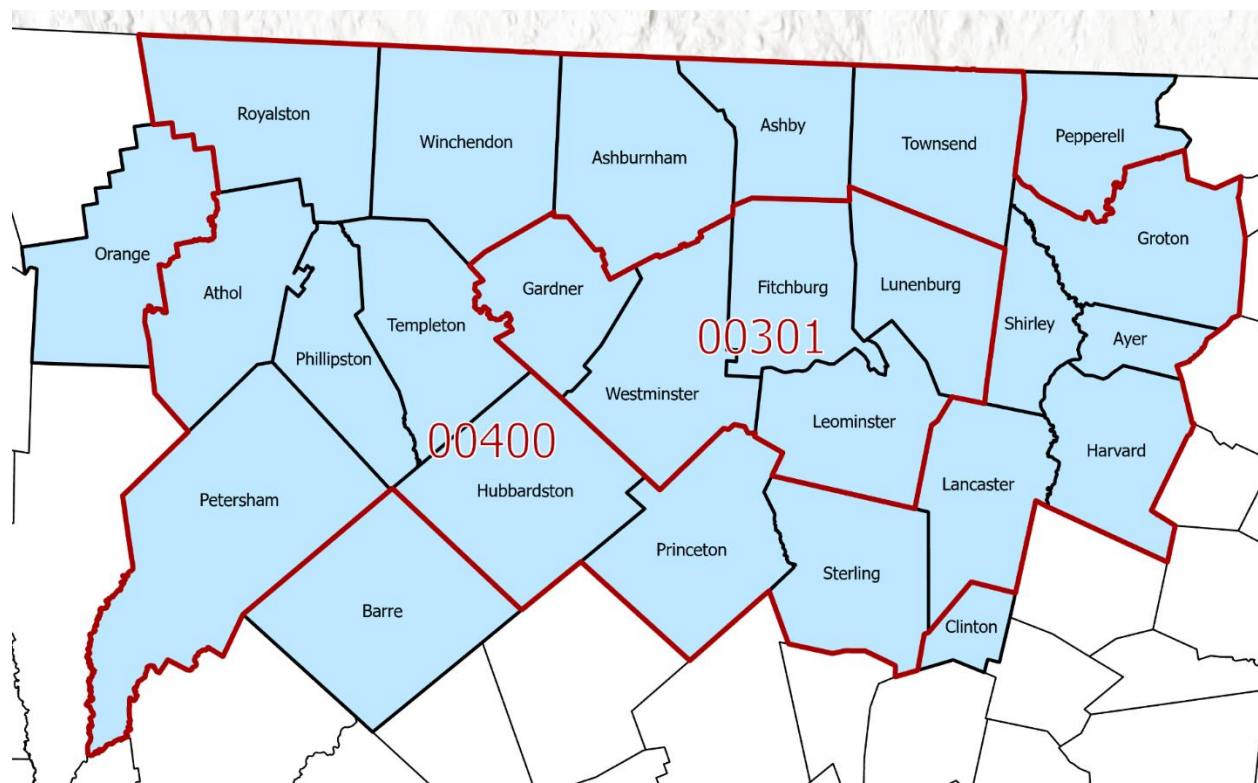 Royalston
Winchendon
Ashburnham
Ashby
Townsend
Pepperell
Groton
Orange
Athol
Gardner
Fitchburg
Lunenburg
Shirley
Ayer
Templeton
Phillipston
00301
Westminster
Leominster
Harvard
00400
Petersham
Hubbardston
Lancaster
Princeton
Sterling
Barre
Clinton